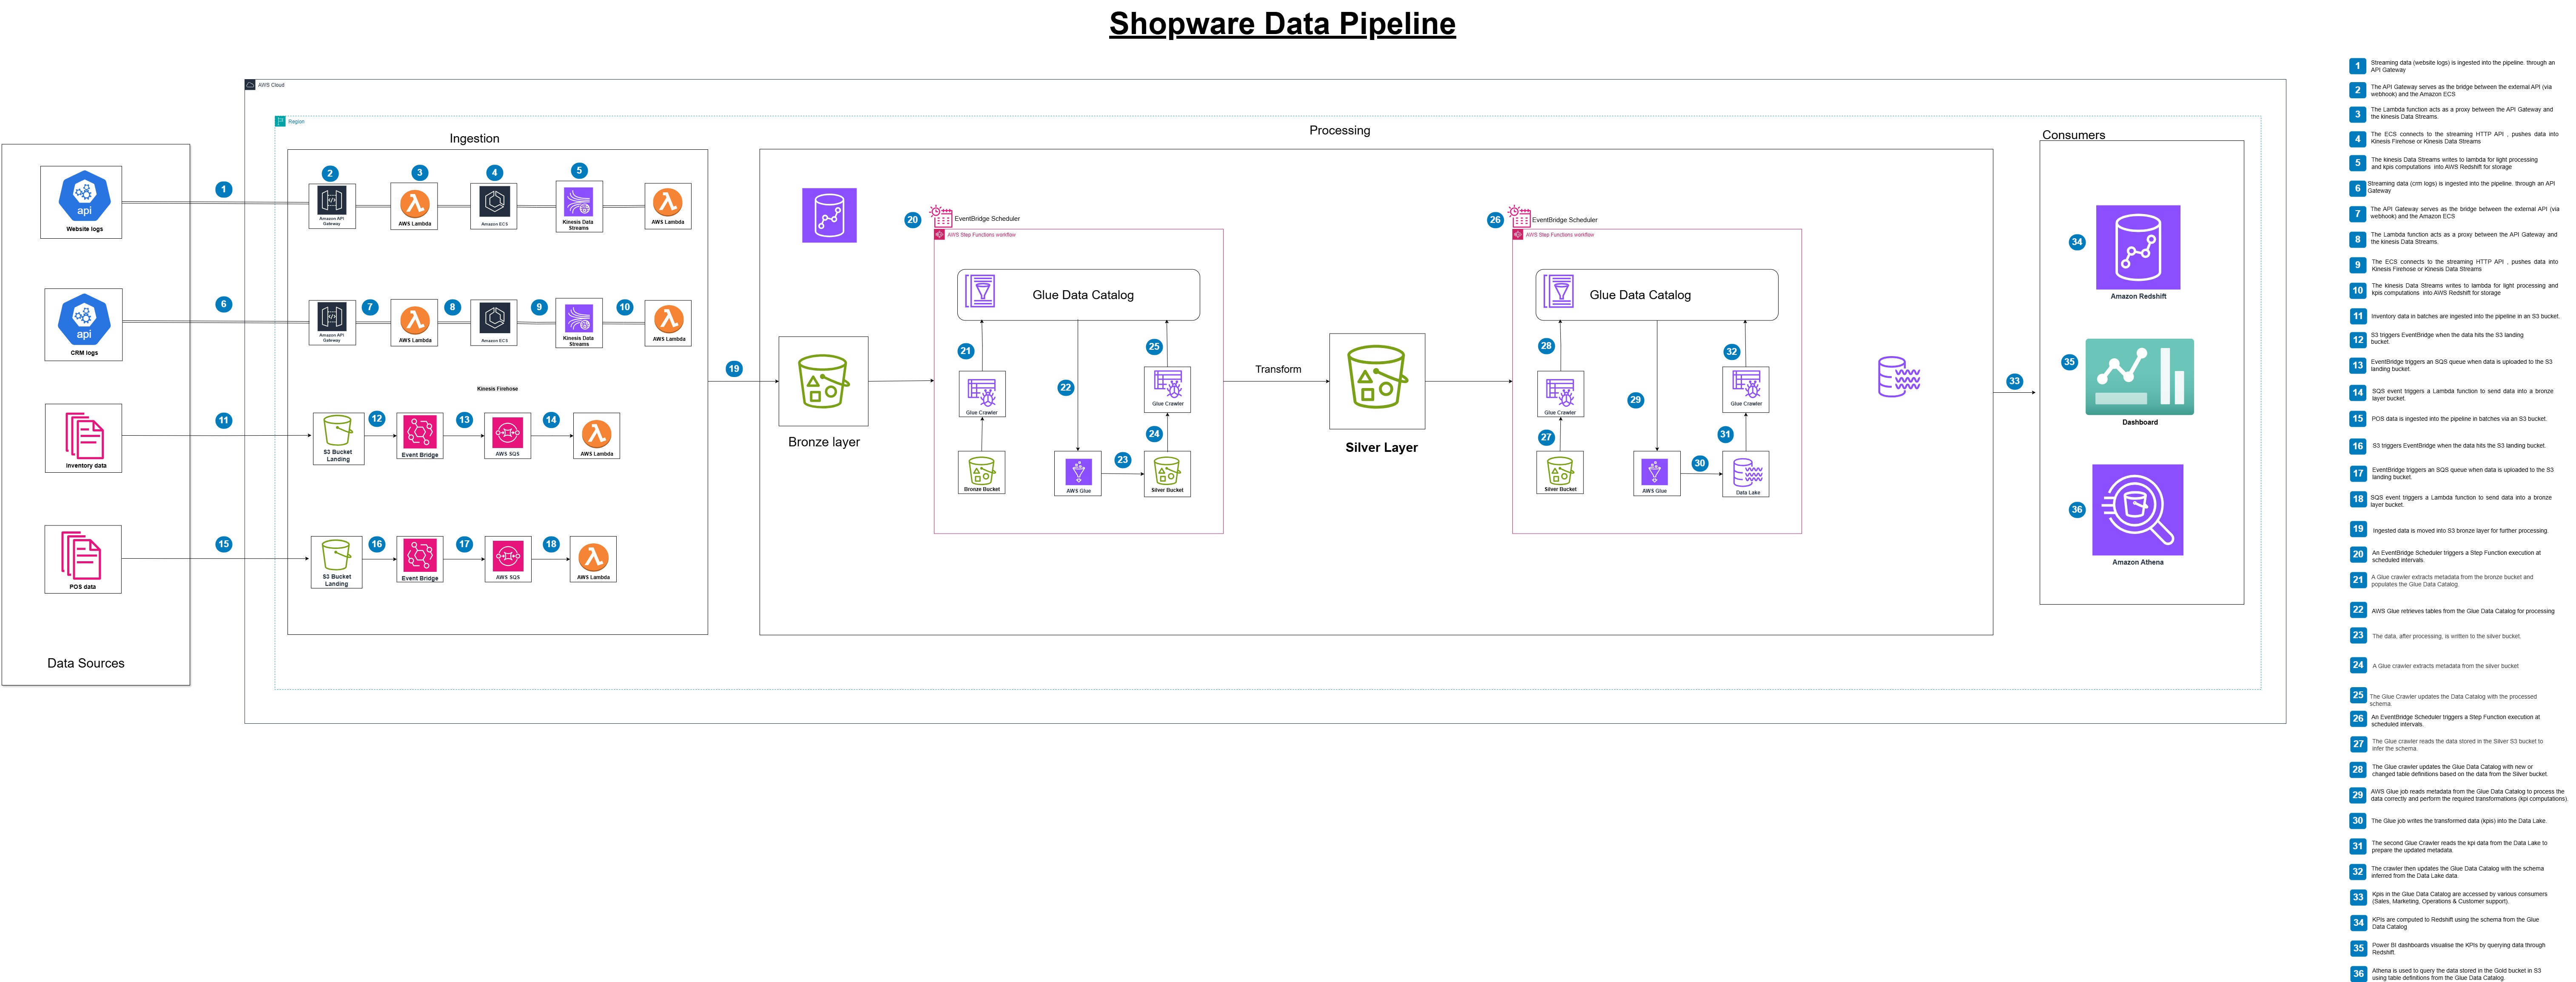 Shopware Data Pipeline
AWS Cloud
Region
Ingestion
Processing
Consumers
api
Website logs
1
2
Amazon API
Gateway
3
AWS Lambda
4
Amazon ECS
5
Kinesis Data
Streams
AWS Lambda
api
CRM logs
6
Amazon API
Gateway
7
AWS Lambda
8
Amazon ECS
9
Kinesis Data
Streams
10
AWS Lambda
Kinesis Firehose
Inventory data
11
S3 Bucket
Landing
12
Event Bridge
13
AWS SQS
14
AWS Lambda
POS data
15
S3 Bucket
Landing
16
Event Bridge
17
AWS SQS
18
AWS Lambda
Data Sources
19
Bronze layer
20
EventBridge Scheduler
AWS Step Functions workflow
Glue Data Catalog
21
Glue Crawler
Bronze Bucket
22
AWS Glue
23
Silver Bucket
24
Glue Crawler
25
Transform
Silver Layer
26
EventBridge Scheduler
AWS Step Functions workflow
Glue Data Catalog
28
Glue Crawler
27
Silver Bucket
29
AWS Glue
30
Data Lake
31
Glue Crawler
32
33
34
Amazon Redshift
35
Dashboard
36
Amazon Athena
1 Streaming data (website logs) is ingested into the pipeline. through an
API Gateway
2 The API Gateway serves as the bridge between the external API (via
webhook) and the Amazon ECS
3 The Lambda function acts as a proxy between the API Gateway and
the kinesis Data Streams.
4 The ECS connects to the streaming HTTP API , pushes data into
Kinesis Firehose or Kinesis Data Streams
5 The kinesis Data Streams writes to lambda for light processing
and kpis computations into AWS Redshift for storage
6 Streaming data (crm logs) is ingested into the pipeline. through an API
Gateway
7 The API Gateway serves as the bridge between the external API (via
webhook) and the Amazon ECS
8 The Lambda function acts as a proxy between the API Gateway and
the kinesis Data Streams.
9 The ECS connects to the streaming HTTP API , pushes data into
Kinesis Firehose or Kinesis Data Streams
10 The kinesis Data Streams writes to lambda for light processing and
kpis computations into AWS Redshift for storage
11 Inventory data in batches are ingested into the pipeline in an S3 bucket.
12 S3 triggers EventBridge when the data hits the S3 landing
bucket.
13 EventBridge triggers an SQS queue when data is uploaded to the S3
landing bucket.
14 SQS event triggers a Lambda function to send data into a bronze
layer bucket.
15 POS data is ingested into the pipeline in batches via an S3 bucket.
16 S3 triggers EventBridge when the data hits the S3 landing bucket.
17 EventBridge triggers an SQS queue when data is uploaded to the S3
landing bucket.
18 SQS event triggers a Lambda function to send data into a bronze
layer bucket.
19 Ingested data is moved into S3 bronze layer for further processing.
20 An EventBridge Scheduler triggers a Step Function execution at
scheduled intervals.
21 A Glue crawler extracts metadata from the bronze bucket and
populates the Glue Data Catalog.
22 AWS Glue retrieves tables from the Glue Data Catalog for processing
23 The data, after processing, is written to the silver bucket.
24 A Glue crawler extracts metadata from the silver bucket
25 The Glue Crawler updates the Data Catalog with the processed
schema.
26 An EventBridge Scheduler triggers a Step Function execution at
scheduled intervals.
27 The Glue crawler reads the data stored in the Silver S3 bucket to
infer the schema.
28 The Glue crawler updates the Glue Data Catalog with new or
changed table definitions based on the data from the Silver bucket.
29 AWS Glue job reads metadata from the Glue Data Catalog to process the
data correctly and perform the required transformations (kpi computations).
30 The Glue job writes the transformed data (kpis) into the Data Lake.
31 The second Glue Crawler reads the kpi data from the Data Lake to
prepare the updated metadata.
32 The crawler then updates the Glue Data Catalog with the schema
inferred from the Data Lake data.
33 Kpis in the Glue Data Catalog are accessed by various consumers
(Sales, Marketing, Operations & Customer support).
34 KPIs are computed to Redshift using the schema from the Glue
Data Catalog
35 Power BI dashboards visualise the KPIs by querying data through
Redshift.
36 Athena is used to query the data stored in the Gold bucket in S3
using table definitions from the Glue Data Catalog.